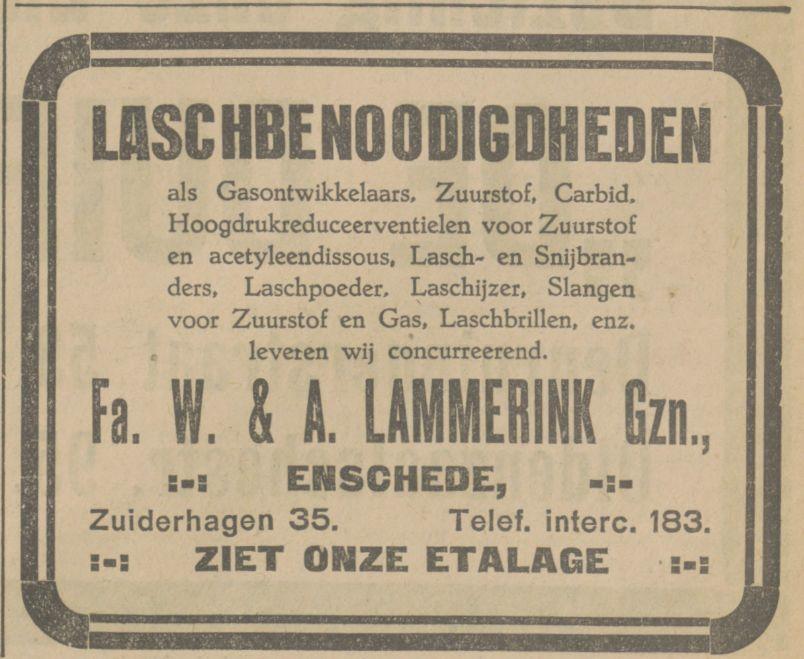 LASCHBENOODIGDHEDEN
als Gasontwikkelaars, Zuurstof, Carbid,
Hoogdrukreduceerventielen voor Zuurstof
en acetyleendissous, Lasch- en Snijbran-
ders, Laschpoeder, Laschijzer, Slangen
voor Zuurstof en Gas, Laschbrillen, enz.
leveren wij concurreerend.
Fa. W. & A. LAMMERINK Gzn.,
:-: ENSCHEDE, -:-
Zuiderhagen 35. Telef. interc. 183.
:-: ZIET ONZE ETALAGE :-: